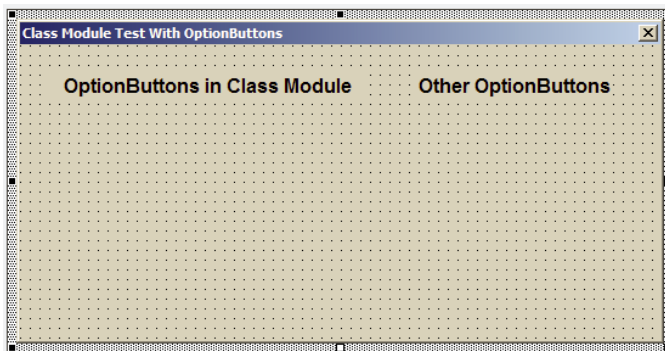 Class Module Test With OptionButtons
OptionButtons in Class Module
Other OptionButtons